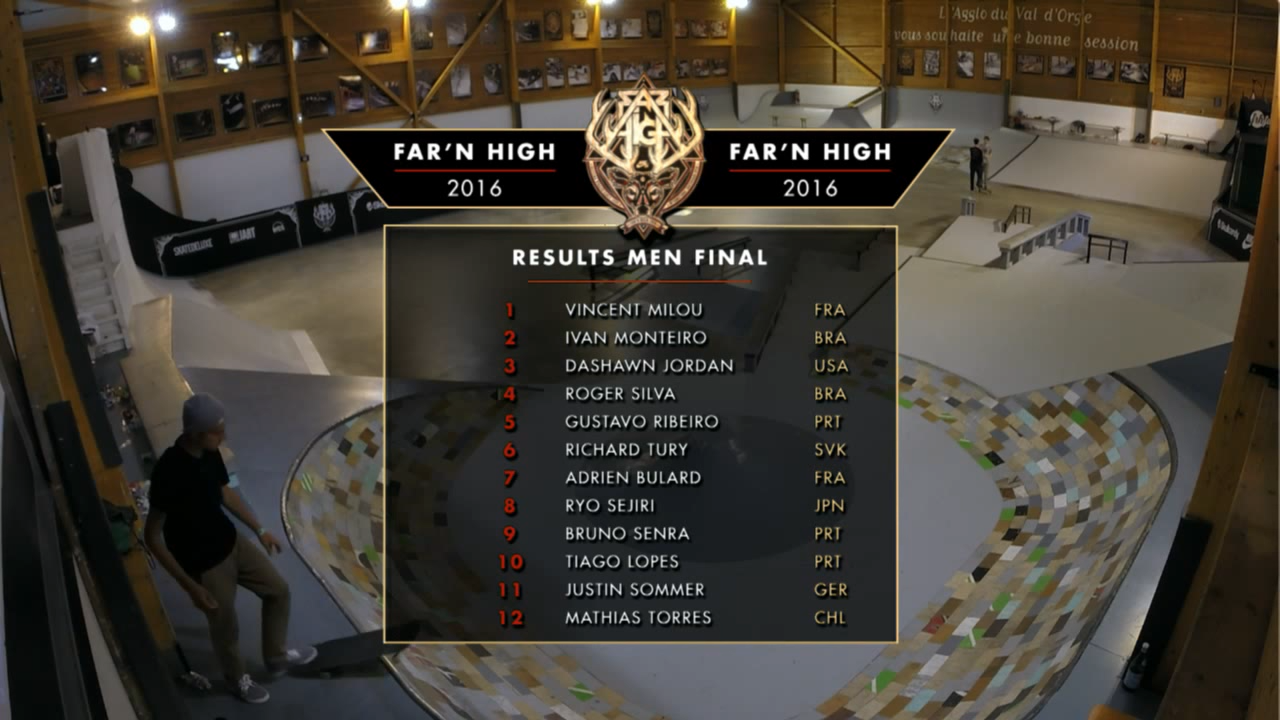 L'Agglo du Val d'Orge
vous souhaite une bonne session
FAR'N HIGH
2016
FAR'N HIGH
2016
SKATEDELUXE
JART
RESULTS MEN FINAL
1 VINCENT MILOU FRA
2 IVAN MONTEIRO BRA
3 DASHAWN JORDAN USA
4 ROGER SILVA BRA
5 GUSTAVO RIBEIRO PRT
6 RICHARD TURY SVK
7 ADRIEN BULARD FRA
8 RYO SEJIRI JPN
9 BRUNO SENRA PRT
10 TIAGO LOPES PRT
11 JUSTIN SOMMER GER
12 MATHIAS TORRES CHL